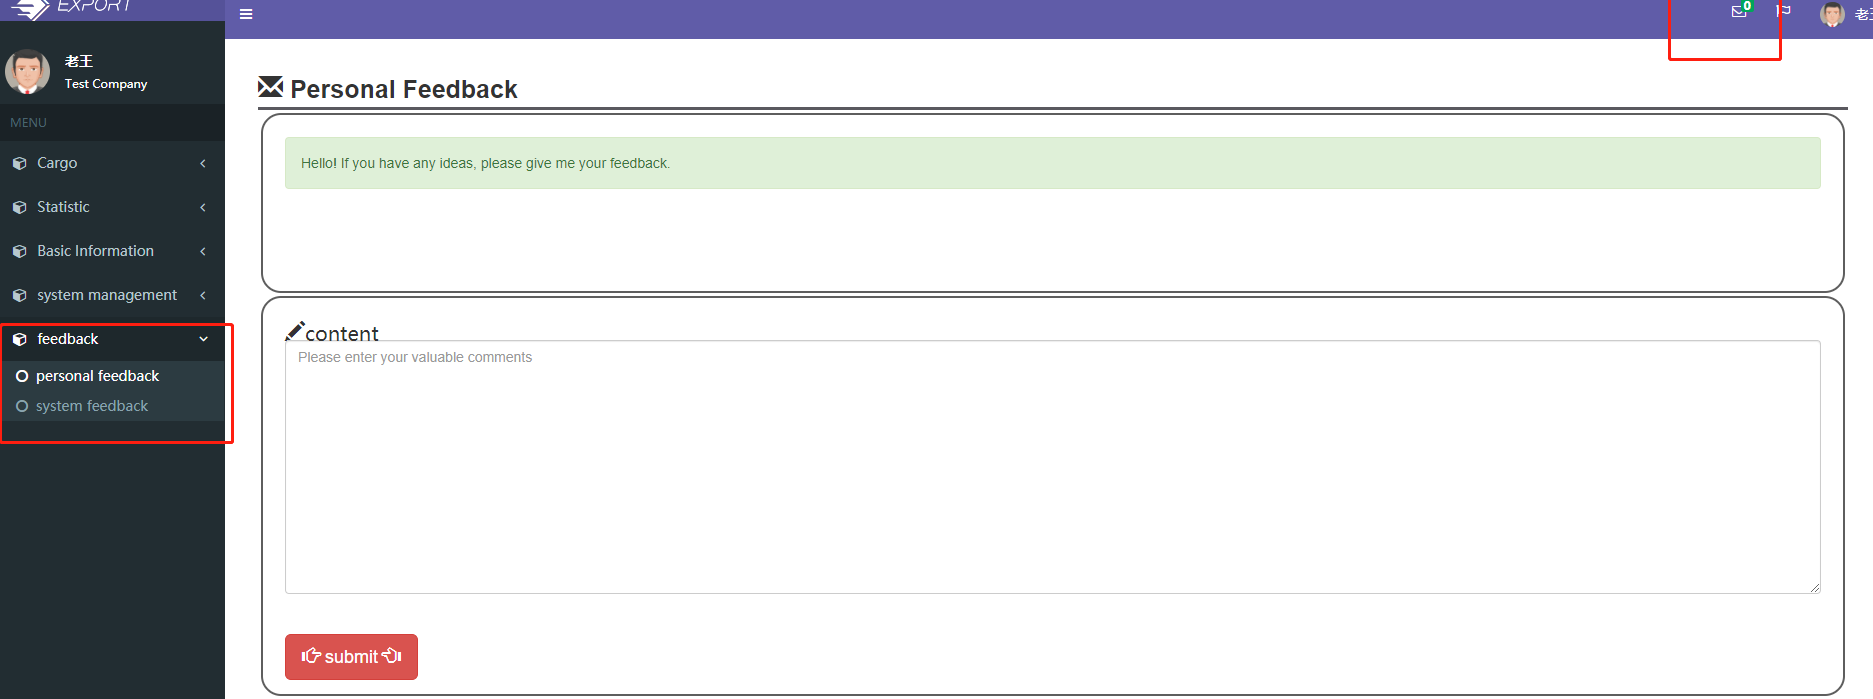 EXPORT
0
老王
老王
Test Company
MENU
Cargo
Statistic
Basic Information
system management
feedback
personal feedback
system feedback
Personal Feedback
Hello! If you have any ideas, please give me your feedback.
content
Please enter your valuable comments
submit